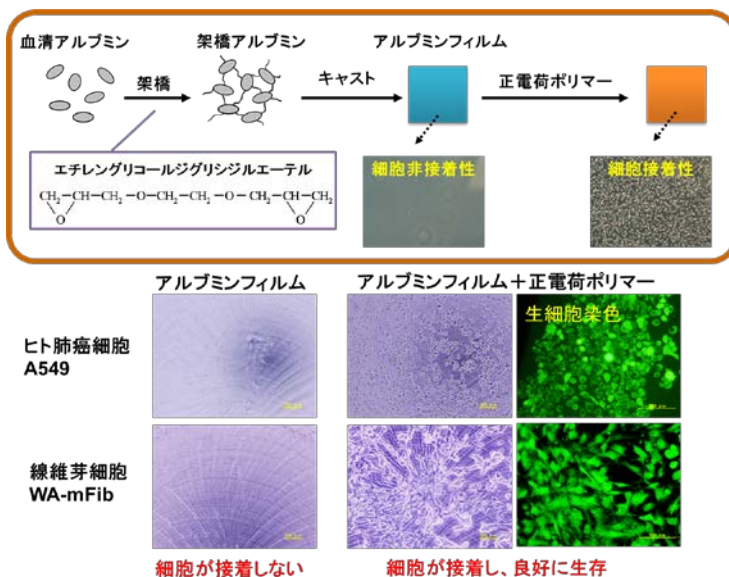 血清アルブミン
架橋アルブミン
アルブミンフィルム
架橋
キャスト
正電荷ポリマー
エチレングリコールジグリシジルエーテル
CH₂-CH-CH₂-O-CH₂-CH₂-O-CH₂-CH-CH₂
O
O
細胞非接着性
細胞接着性
アルブミンフィルム
アルブミンフィルム+正電荷ポリマー
ヒト肺癌細胞
A549
生細胞染色
線維芽細胞
WA-mFib
細胞が接着しない
細胞が接着し、良好に生存